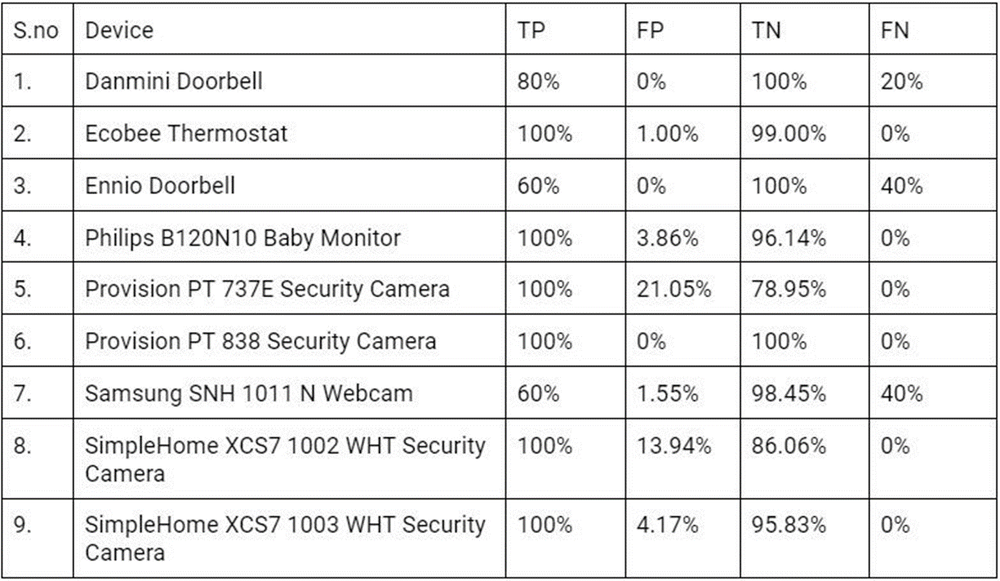 S.no Device TP FP TN FN
1. Danmini Doorbell 80% 0% 100% 20%
2. Ecobee Thermostat 100% 1.00% 99.00% 0%
3. Ennio Doorbell 60% 0% 100% 40%
4. Philips B120N10 Baby Monitor 100% 3.86% 96.14% 0%
5. Provision PT 737E Security Camera 100% 21.05% 78.95% 0%
6. Provision PT 838 Security Camera 100% 0% 100% 0%
7. Samsung SNH 1011 N Webcam 60% 1.55% 98.45% 40%
8. SimpleHome XCS7 1002 WHT Security 100% 13.94% 86.06% 0%
Camera
9. SimpleHome XCS7 1003 WHT Security 100% 4.17% 95.83% 0%
Camera